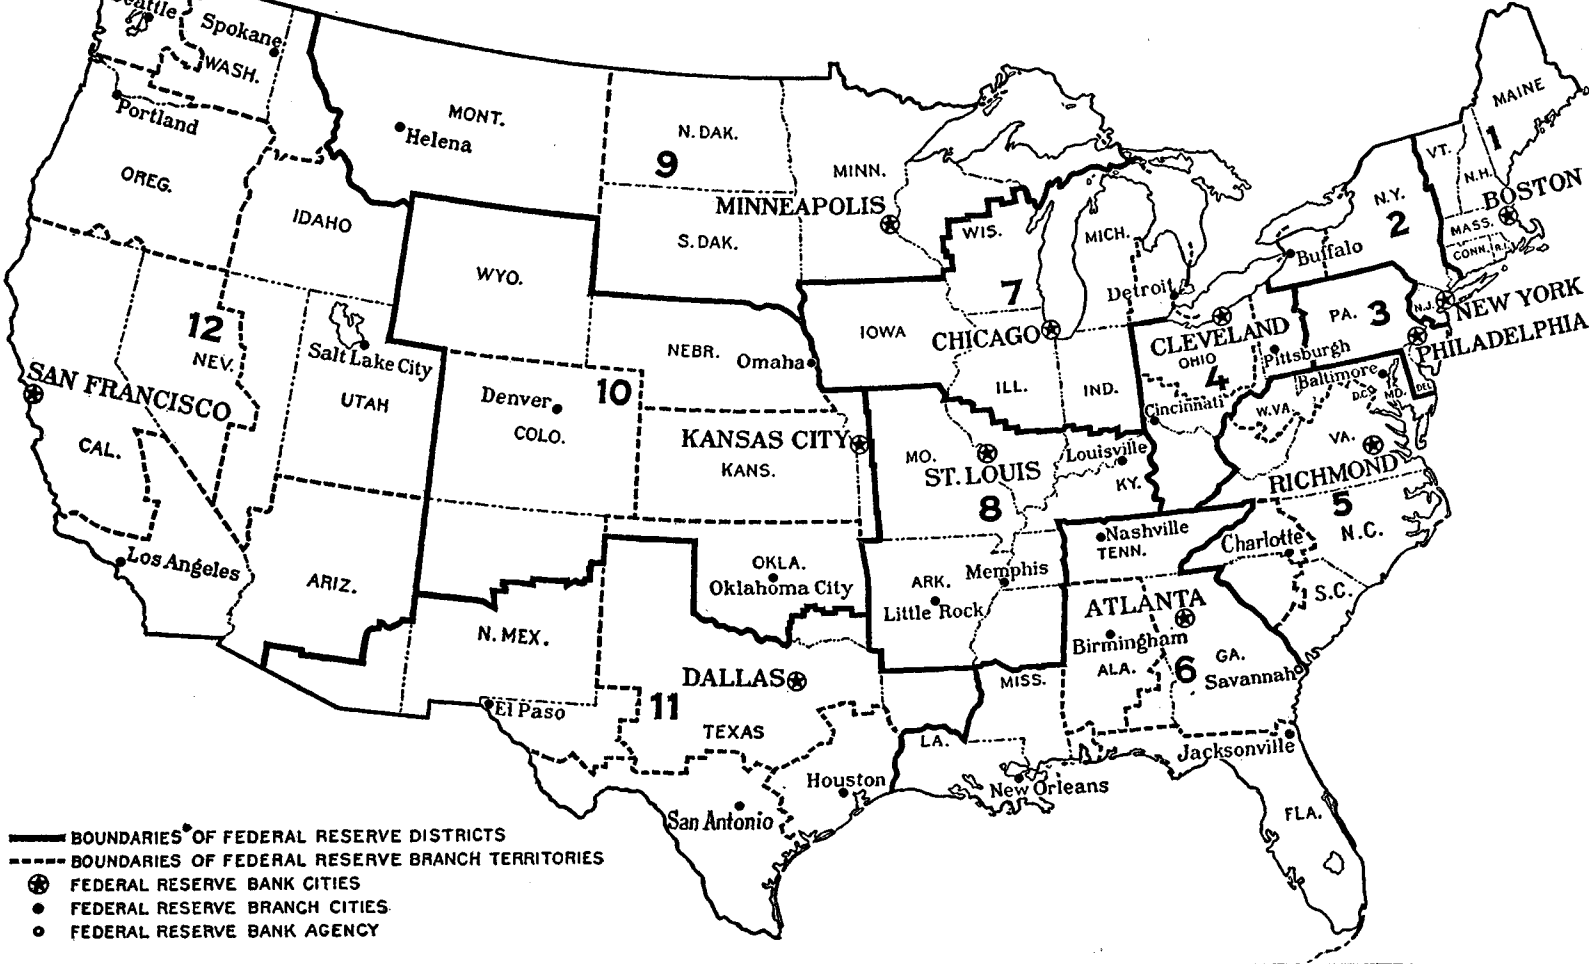 Seattle
Spokane
WASH.
Portland
OREG.
MONT.
Helena
IDAHO
WYO.
N. DAK.
9
S. DAK.
MINN.
MINNEAPOLIS
WIS.
MICH.
Detroit
7
CHICAGO
IOWA
ILL.
IND.
MAINE
VT.
N.H.
1
BOSTON
MASS.
CONN.
R.I.
N.Y.
2
Buffalo
NEW YORK
N.J.
PA.
3
PHILADELPHIA
CLEVELAND
OHIO
4
Pittsburgh
Cincinnati
Baltimore
D.C.
MD.
DEL
W.VA.
VA.
RICHMOND
5
N.C.
Charlotte
S.C.
12
NEV.
SAN FRANCISCO
CAL.
Los Angeles
Salt Lake City
UTAH
ARIZ.
Denver
COLO.
10
NEBR.
Omaha
KANSAS CITY
KANS.
MO.
ST. LOUIS
8
Louisville
KY.
Nashville
TENN.
Memphis
ARK.
Little Rock
OKLA.
Oklahoma City
N. MEX.
El Paso
DALLAS
11
TEXAS
Houston
San Antonio
LA.
New Orleans
MISS.
ATLANTA
Birmingham
ALA.
6
GA.
Savannah
Jacksonville
FLA.
BOUNDARIES OF FEDERAL RESERVE DISTRICTS
BOUNDARIES OF FEDERAL RESERVE BRANCH TERRITORIES
FEDERAL RESERVE BANK CITIES
FEDERAL RESERVE BRANCH CITIES
FEDERAL RESERVE BANK AGENCY